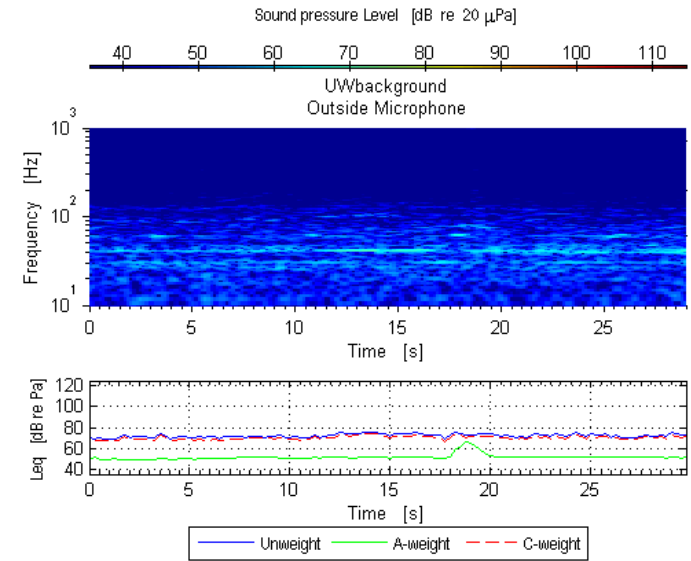 Sound pressure Level [dB re 20 μPa]
40 50 60 70 80 90 100 110
UWbackground
Outside Microphone
10^3
10^2
10^1
Frequency [Hz]
0 5 10 15 20 25
Time [s]
120
100
80
60
40
Leq [dB re Pa]
0 5 10 15 20 25
Time [s]
Unweight A-weight C-weight